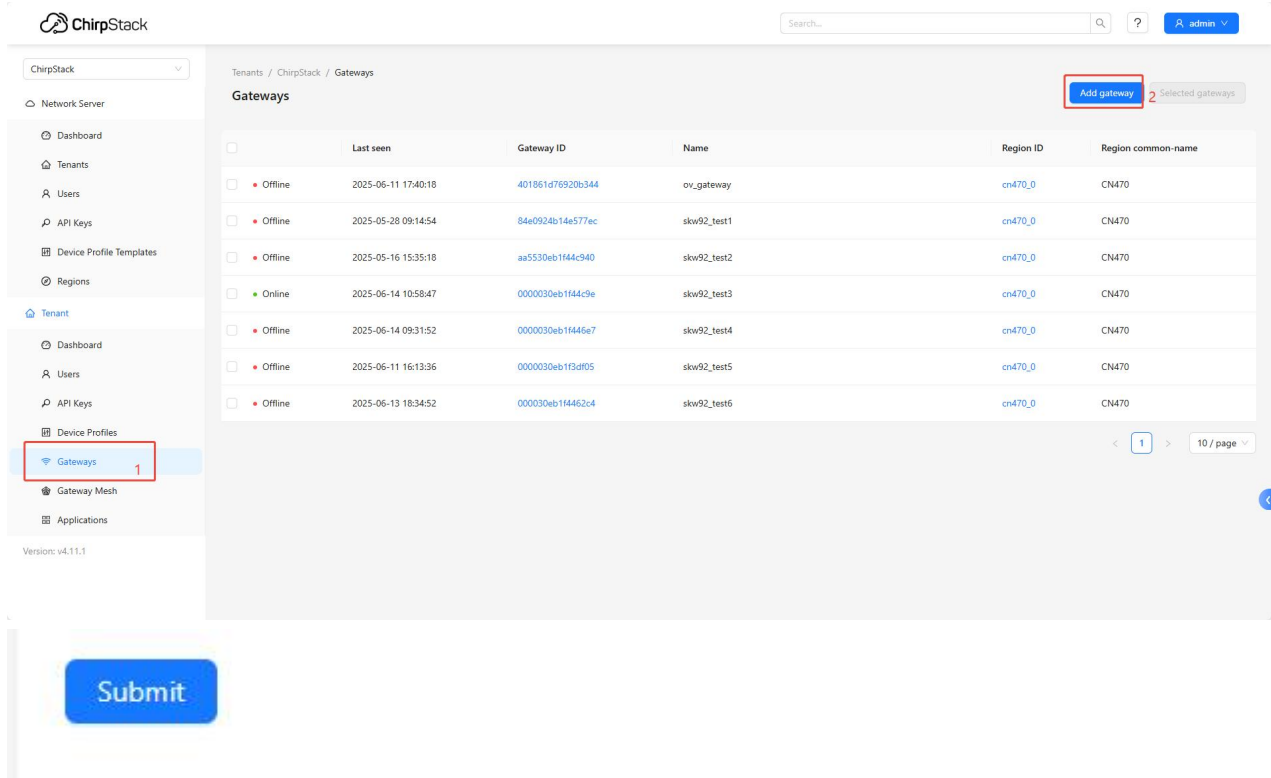 ChirpStack
Search...
?
admin
ChirpStack
Network Server
Dashboard
Tenants
Users
API Keys
Device Profile Templates
Regions
Tenant
Dashboard
Users
API Keys
Device Profiles
Gateways 1
Gateway Mesh
Applications
Version: v4.11.1
Tenants / ChirpStack / Gateways
Gateways
Add gateway 2 Selected gateways
Last seen Gateway ID Name Region ID Region common-name
Offline 2025-06-11 17:40:18 401861d76920b344 ov_gateway cn470_0 CN470
Offline 2025-05-28 09:14:54 84e0924b14e577ec skw92_test1 cn470_0 CN470
Offline 2025-05-16 15:35:18 aa5530eb1f44c940 skw92_test2 cn470_0 CN470
Online 2025-06-14 10:58:47 0000030eb1f44c9e skw92_test3 cn470_0 CN470
Offline 2025-06-14 09:31:52 0000030eb1f446e7 skw92_test4 cn470_0 CN470
Offline 2025-06-11 16:13:36 0000030eb1f3df05 skw92_test5 cn470_0 CN470
Offline 2025-06-13 18:34:52 000030eb1f4462c4 skw92_test6 cn470_0 CN470
< 1 > 10 / page
Submit